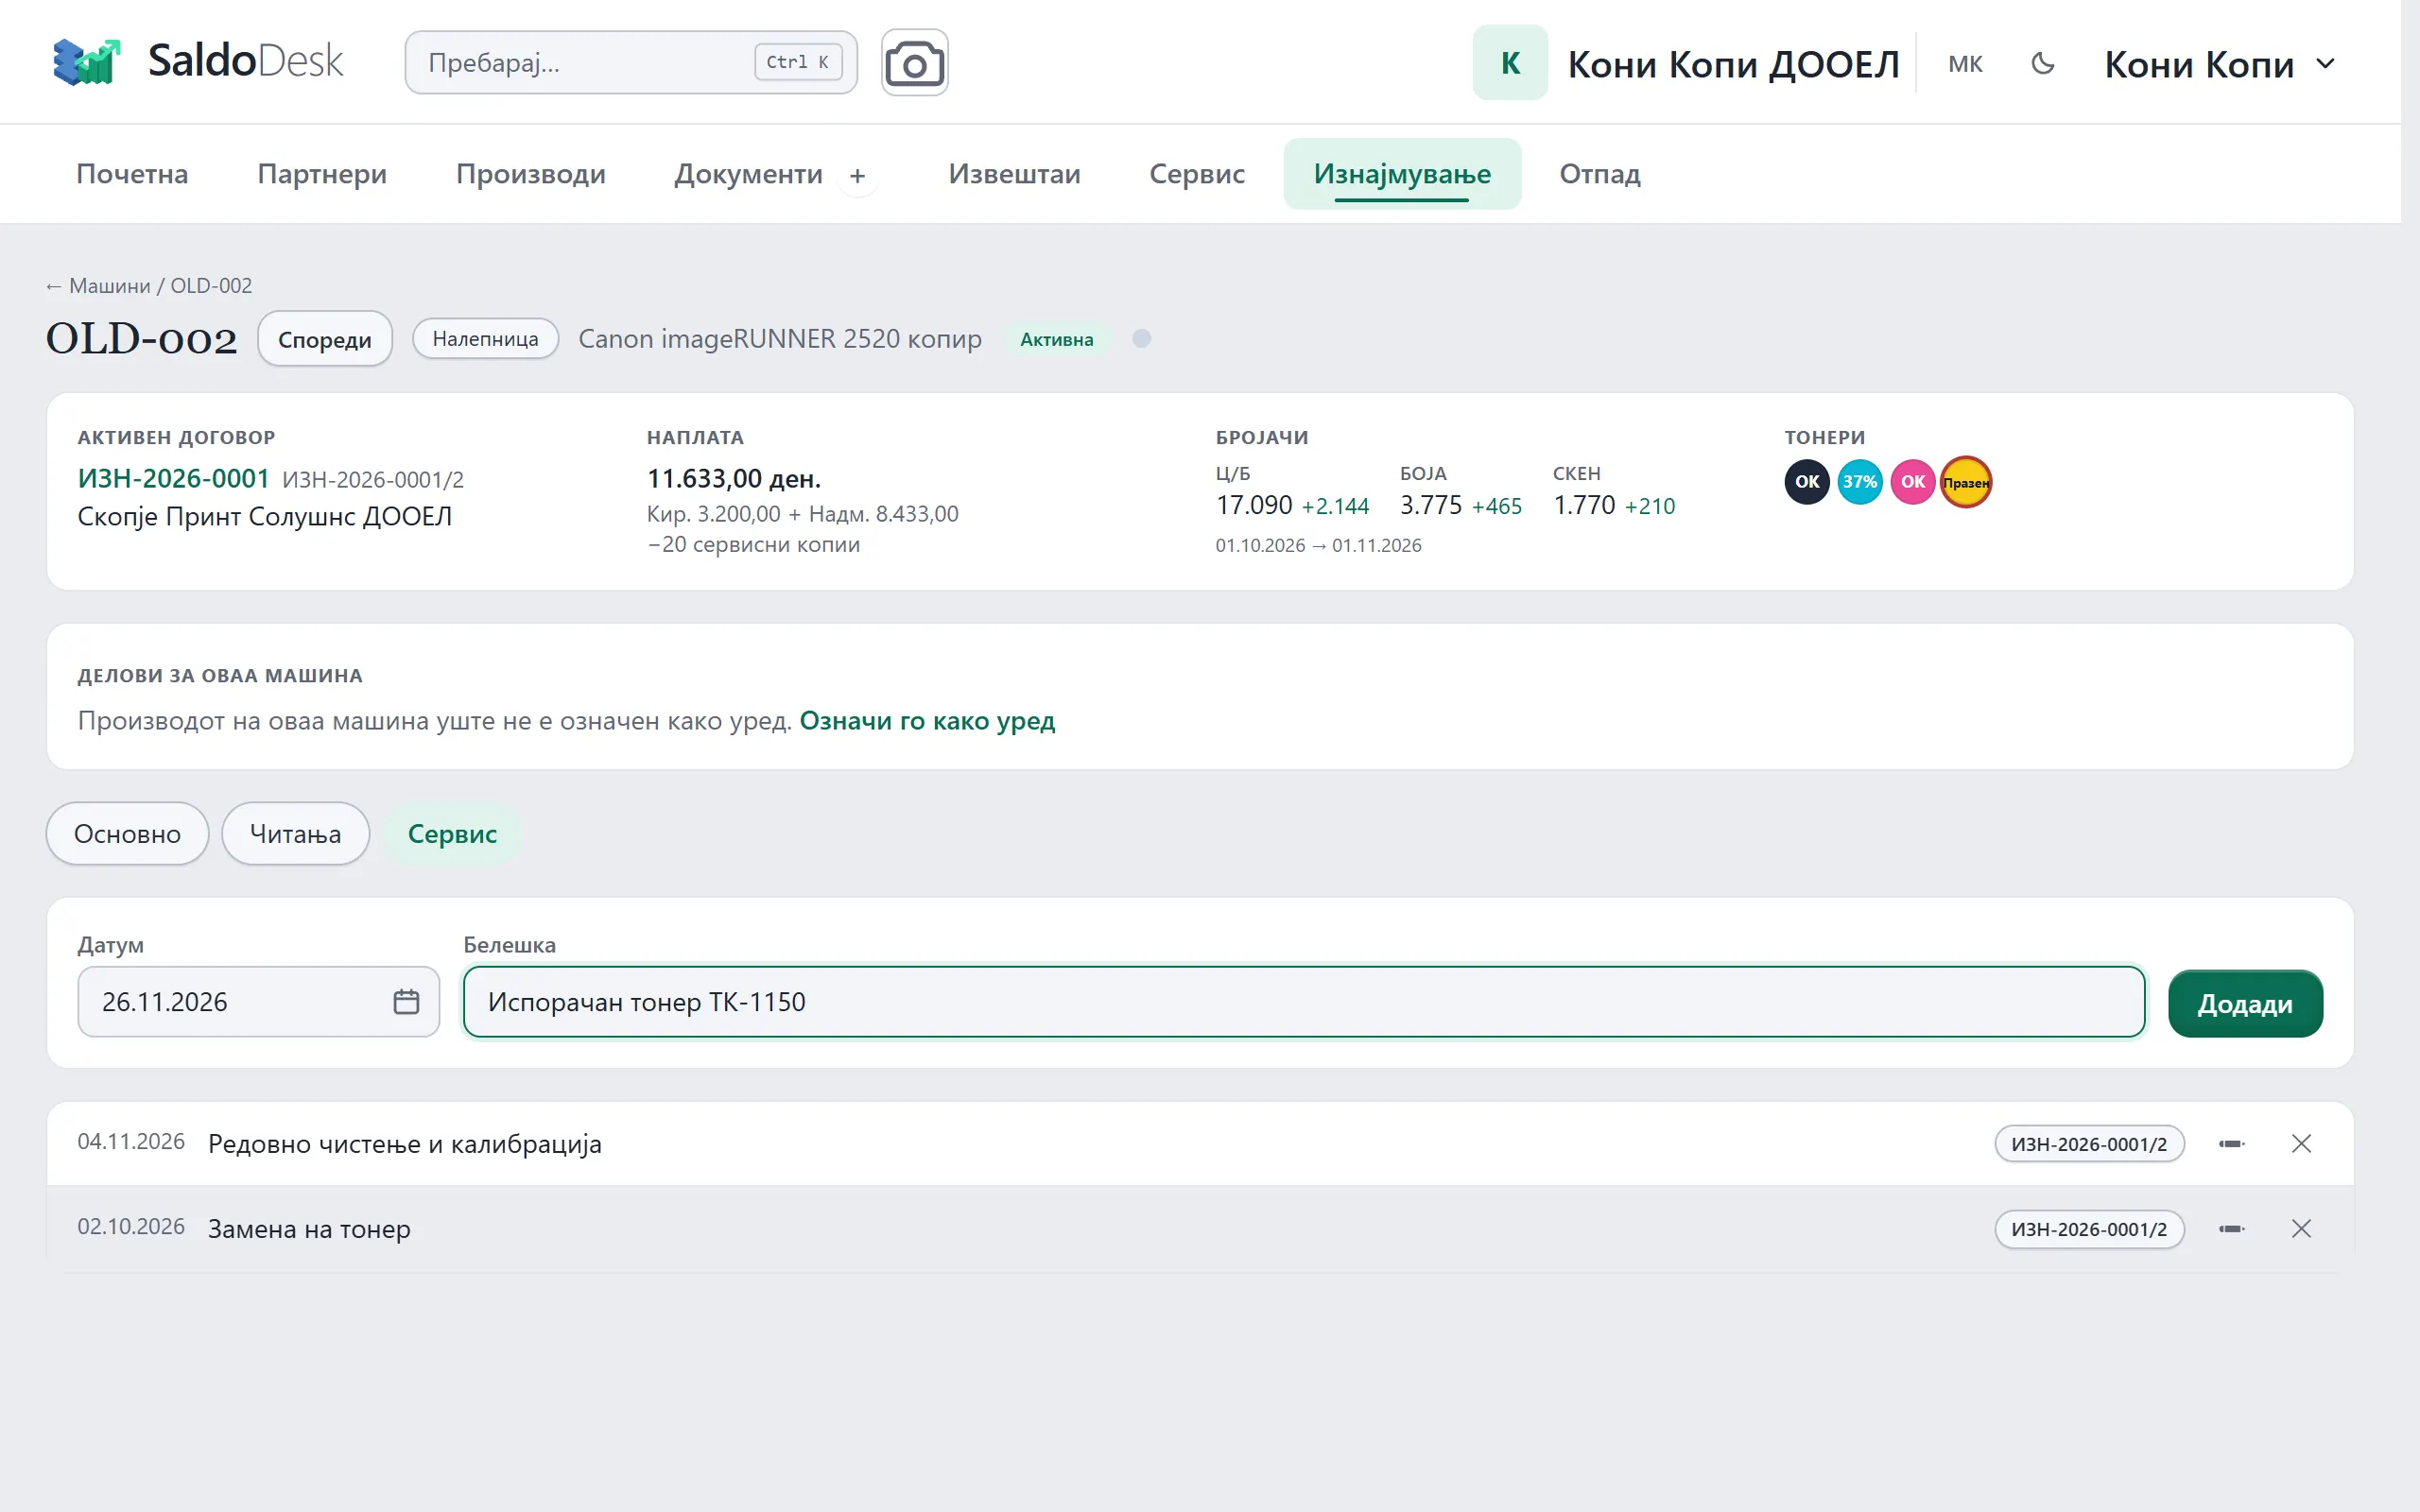 SaldoDesk
Пребарај... Ctrl K
К Кони Копи ДООЕЛ МК Кони Копи
Почетна Партнери Производи Документи + Извештаи Сервис Изнајмување Отпад
← Машини / OLD-002
OLD-002 Спореди Налепница Canon imageRUNNER 2520 копир Активна
АКТИВЕН ДОГОВОР
ИЗН-2026-0001 ИЗН-2026-0001/2
Скопје Принт Солушнс ДООЕЛ
НАПЛАТА
11.633,00 ден.
Кир. 3.200,00 + Надм. 8.433,00
−20 сервисни копии
БРОЈАЧИ
Ц/Б БОЈА СКЕН
17.090 +2.144 3.775 +465 1.770 +210
01.10.2026 → 01.11.2026
ТОНЕРИ
OK 37% OK Празен
ДЕЛОВИ ЗА ОВАА МАШИНА
Производот на оваа машина уште не е означен како уред. Означи го како уред
Основно Читања Сервис
Датум Белешка
26.11.2026 Испорачан тонер ТК-1150 Додади
04.11.2026 Редовно чистење и калибрација ИЗН-2026-0001/2
02.10.2026 Замена на тонер ИЗН-2026-0001/2